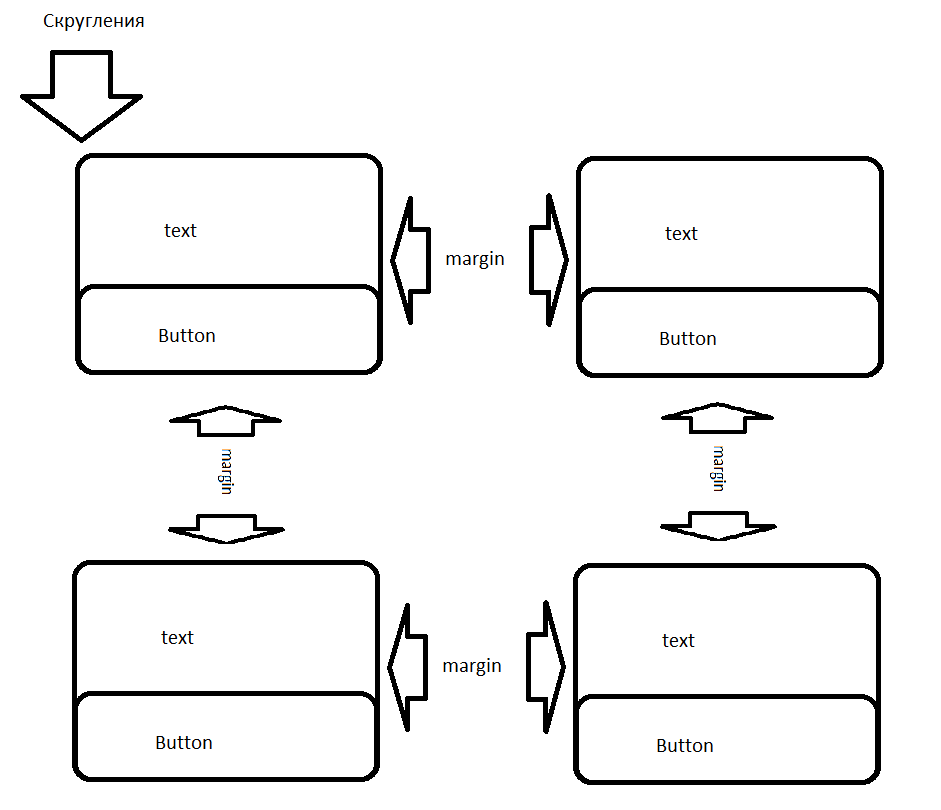 Скругления
text
text
margin
Button
Button
margin
margin
text
text
margin
Button
Button